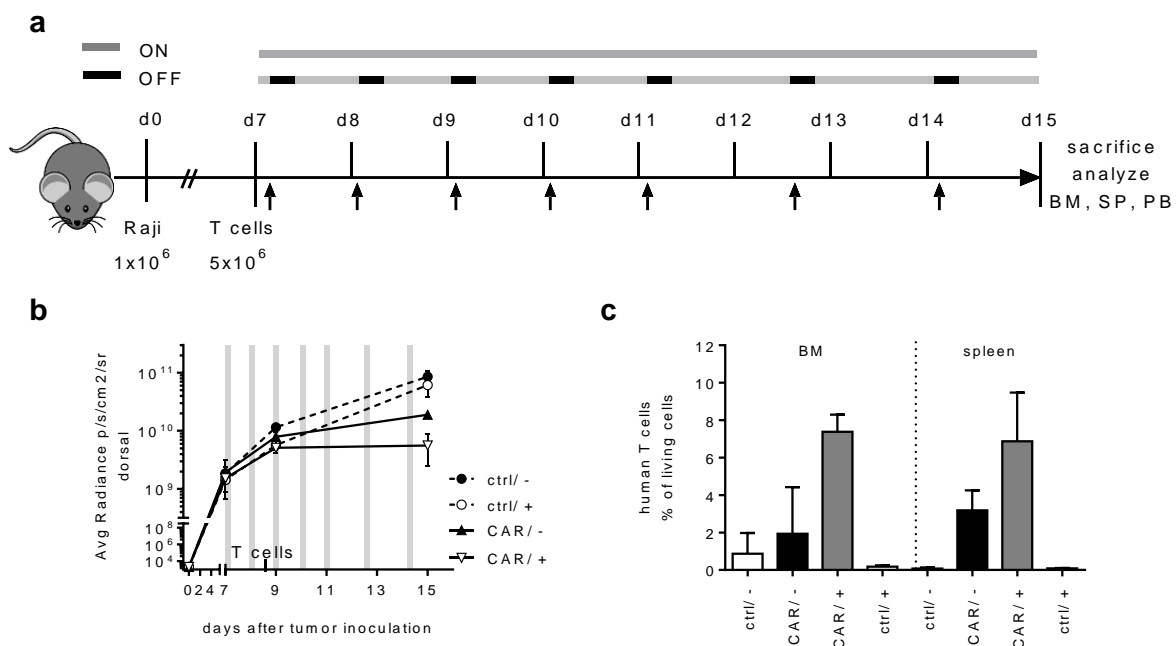 a
ON
OFF
d0 d7 d8 d9 d10 d11 d12 d13 d14 d15
sacrifice
analyze
BM, SP, PB
Raji
1x10^6
T cells
5x10^6
b
Avg Radiance p/s/cm2/sr
dorsal
10^11
10^10
10^9
10^8
10^6
10^4
T cells
0 2 4 7 9 11 13 15
days after tumor inoculation
ctrl/ -
ctrl/ +
CAR/ -
CAR/ +
c
human T cells
% of living cells
12
10
8
6
4
2
0
BM
spleen
ctrl/ -
CAR/ -
CAR/ +
ctrl/ +
ctrl/ -
CAR/ -
CAR/ +
ctrl/ +